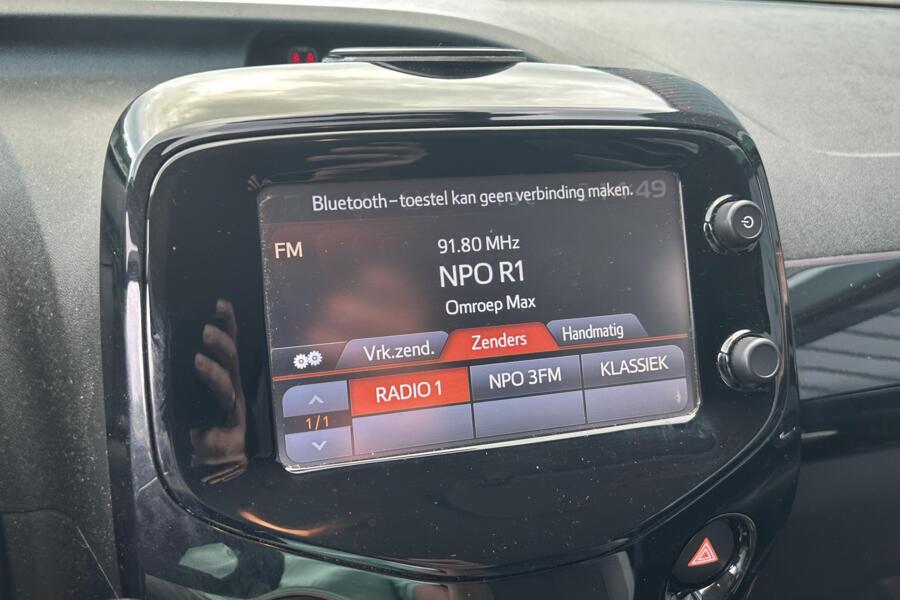 Bluetooth-toestel kan geen verbinding maken.
:49
FM
91.80 MHz
NPO R1
Omroep Max
Vrk.zend.
Zenders
Handmatig
RADIO 1
NPO 3FM
KLASSIEK
1/1